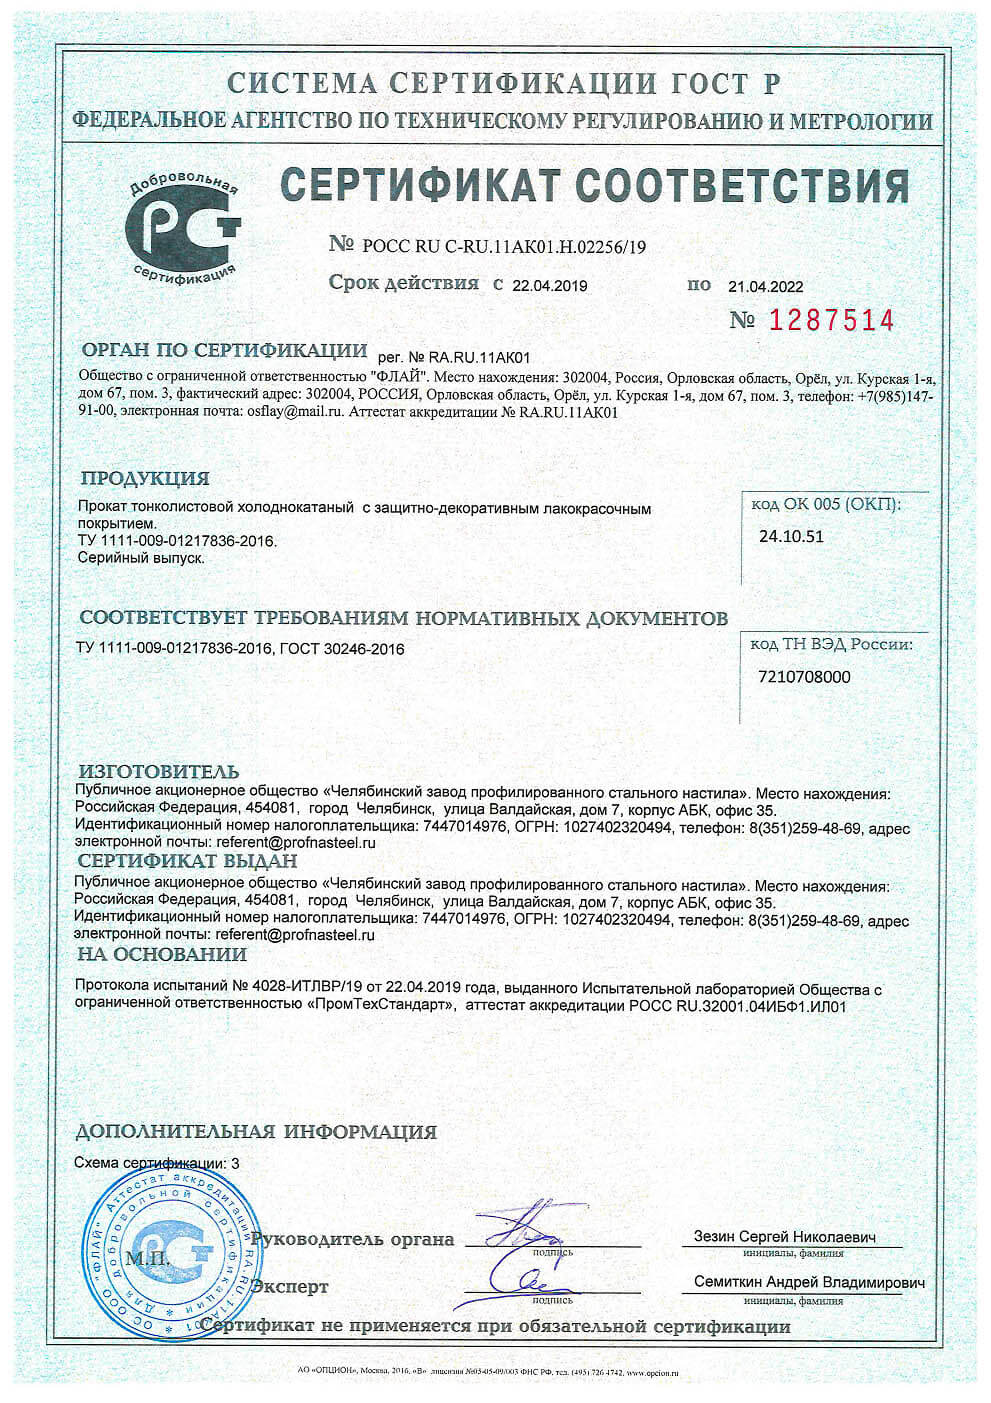 СИСТЕМА СЕРТИФИКАЦИИ ГОСТ Р
ФЕДЕРАЛЬНОЕ АГЕНТСТВО ПО ТЕХНИЧЕСКОМУ РЕГУЛИРОВАНИЮ И МЕТРОЛОГИИ
Добровольная
сертификация
СЕРТИФИКАТ СООТВЕТСТВИЯ
№ РОСС RU C-RU.11АК01.Н.02256/19
Срок действия с 22.04.2019 по 21.04.2022
№ 1287514
ОРГАН ПО СЕРТИФИКАЦИИ рег. № RA.RU.11АК01
Общество с ограниченной ответственностью "ФЛАЙ". Место нахождения: 302004, Россия, Орловская область, Орёл, ул. Курская 1-я,
дом 67, пом. 3, фактический адрес: 302004, РОССИЯ, Орловская область, Орёл, ул. Курская 1-я, дом 67, пом. 3, телефон: +7(985)147-
91-00, электронная почта: osflay@mail.ru. Аттестат аккредитации № RA.RU.11АК01
ПРОДУКЦИЯ
Прокат тонколистовой холоднокатаный с защитно-декоративным лакокрасочным
покрытием.
ТУ 1111-009-01217836-2016.
Серийный выпуск.
код ОК 005 (ОКП):
24.10.51
СООТВЕТСТВУЕТ ТРЕБОВАНИЯМ НОРМАТИВНЫХ ДОКУМЕНТОВ
ТУ 1111-009-01217836-2016, ГОСТ 30246-2016
код ТН ВЭД России:
7210708000
ИЗГОТОВИТЕЛЬ
Публичное акционерное общество «Челябинский завод профилированного стального настила». Место нахождения:
Российская Федерация, 454081, город Челябинск, улица Валдайская, дом 7, корпус АБК, офис 35.
Идентификационный номер налогоплательщика: 7447014976, ОГРН: 1027402320494, телефон: 8(351)259-48-69, адрес
электронной почты: referent@profnasteel.ru
СЕРТИФИКАТ ВЫДАН
Публичное акционерное общество «Челябинский завод профилированного стального настила». Место нахождения:
Российская Федерация, 454081, город Челябинск, улица Валдайская, дом 7, корпус АБК, офис 35.
Идентификационный номер налогоплательщика: 7447014976, ОГРН: 1027402320494, телефон: 8(351)259-48-69, адрес
электронной почты: referent@profnasteel.ru
НА ОСНОВАНИИ
Протокола испытаний № 4028-ИТЛВР/19 от 22.04.2019 года, выданного Испытательной лабораторией Общества с
ограниченной ответственностью «ПромТехСтандарт», аттестат аккредитации РОСС RU.32001.04ИБФ1.ИЛ01
ДОПОЛНИТЕЛЬНАЯ ИНФОРМАЦИЯ
Схема сертификации: 3
ОС ООО "ФЛАЙ" Аттестат аккредитации RA.RU.11АК01
Для добровольной сертификации
М.П.
Руководитель органа
подпись
Зезин Сергей Николаевич
инициалы, фамилия
Эксперт
подпись
Семиткин Андрей Владимирович
инициалы, фамилия
Сертификат не применяется при обязательной сертификации
АО «ОПЦИОН», Москва, 2016, «В» лицензия №05-05-09/003 ФНС РФ, тел. (495) 726 4742, www.opcion.ru